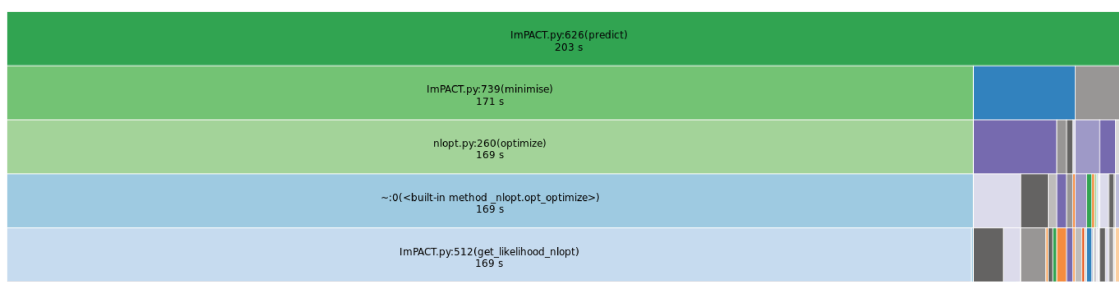 ImPACT.py:626(predict)
203 s
ImPACT.py:739(minimise)
171 s
nlopt.py:260(optimize)
169 s
~:0(<built-in method _nlopt.opt_optimize>)
169 s
ImPACT.py:512(get_likelihood_nlopt)
169 s